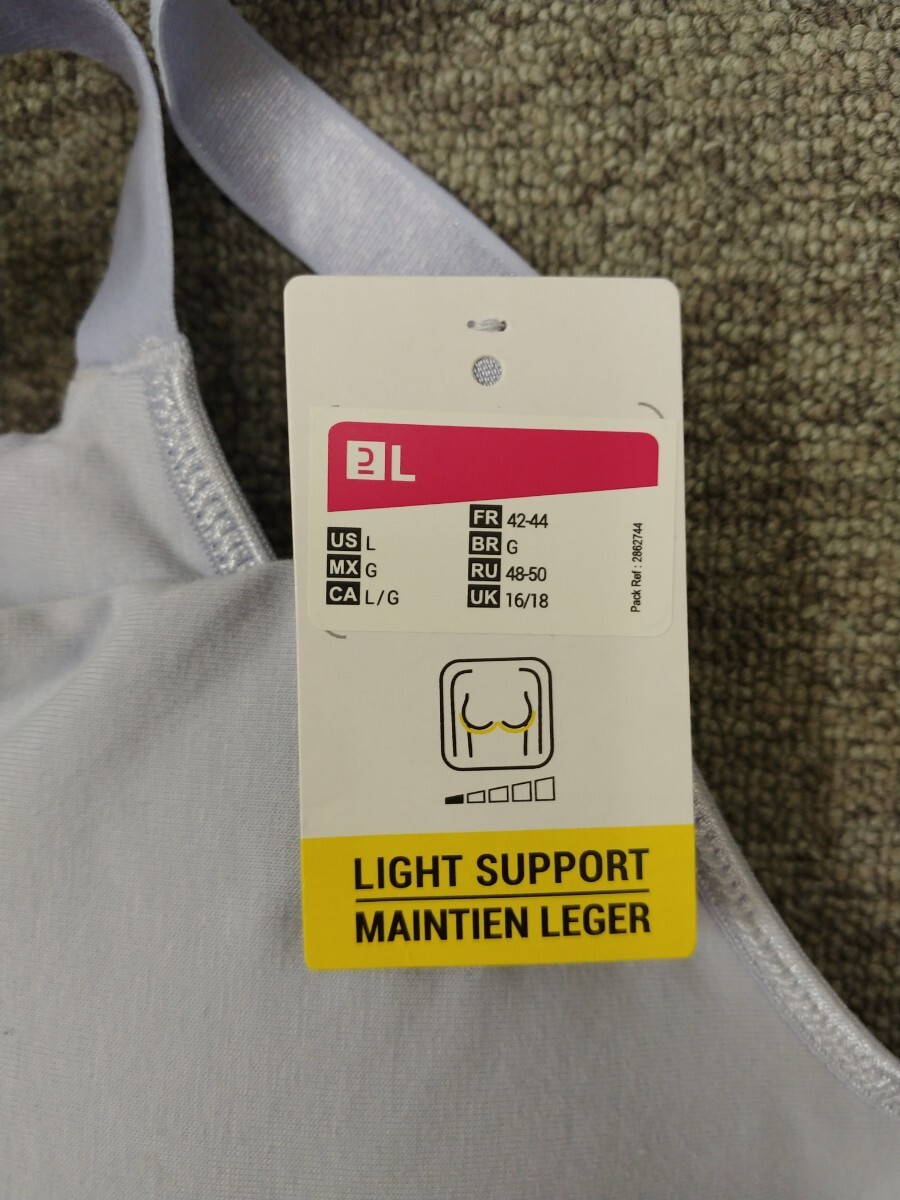 L
US L
MX G
CA L/G
FR 42-44
BR G
RU 48-50
UK 16/18
Pack Ref : 2862744
LIGHT SUPPORT
MAINTIEN LEGER